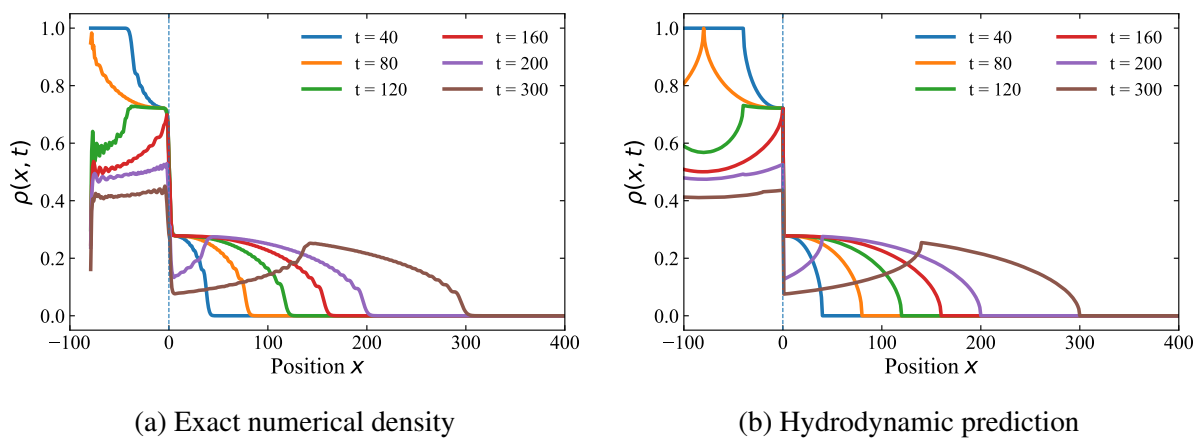 1.0
0.8
0.6
0.4
0.2
0.0
ρ(x, t)
t = 40
t = 80
t = 120
t = 160
t = 200
t = 300
−100 0 100 200 300 400
Position x
(a) Exact numerical density
1.0
0.8
0.6
0.4
0.2
0.0
ρ(x, t)
t = 40
t = 80
t = 120
t = 160
t = 200
t = 300
−100 0 100 200 300 400
Position x
(b) Hydrodynamic prediction